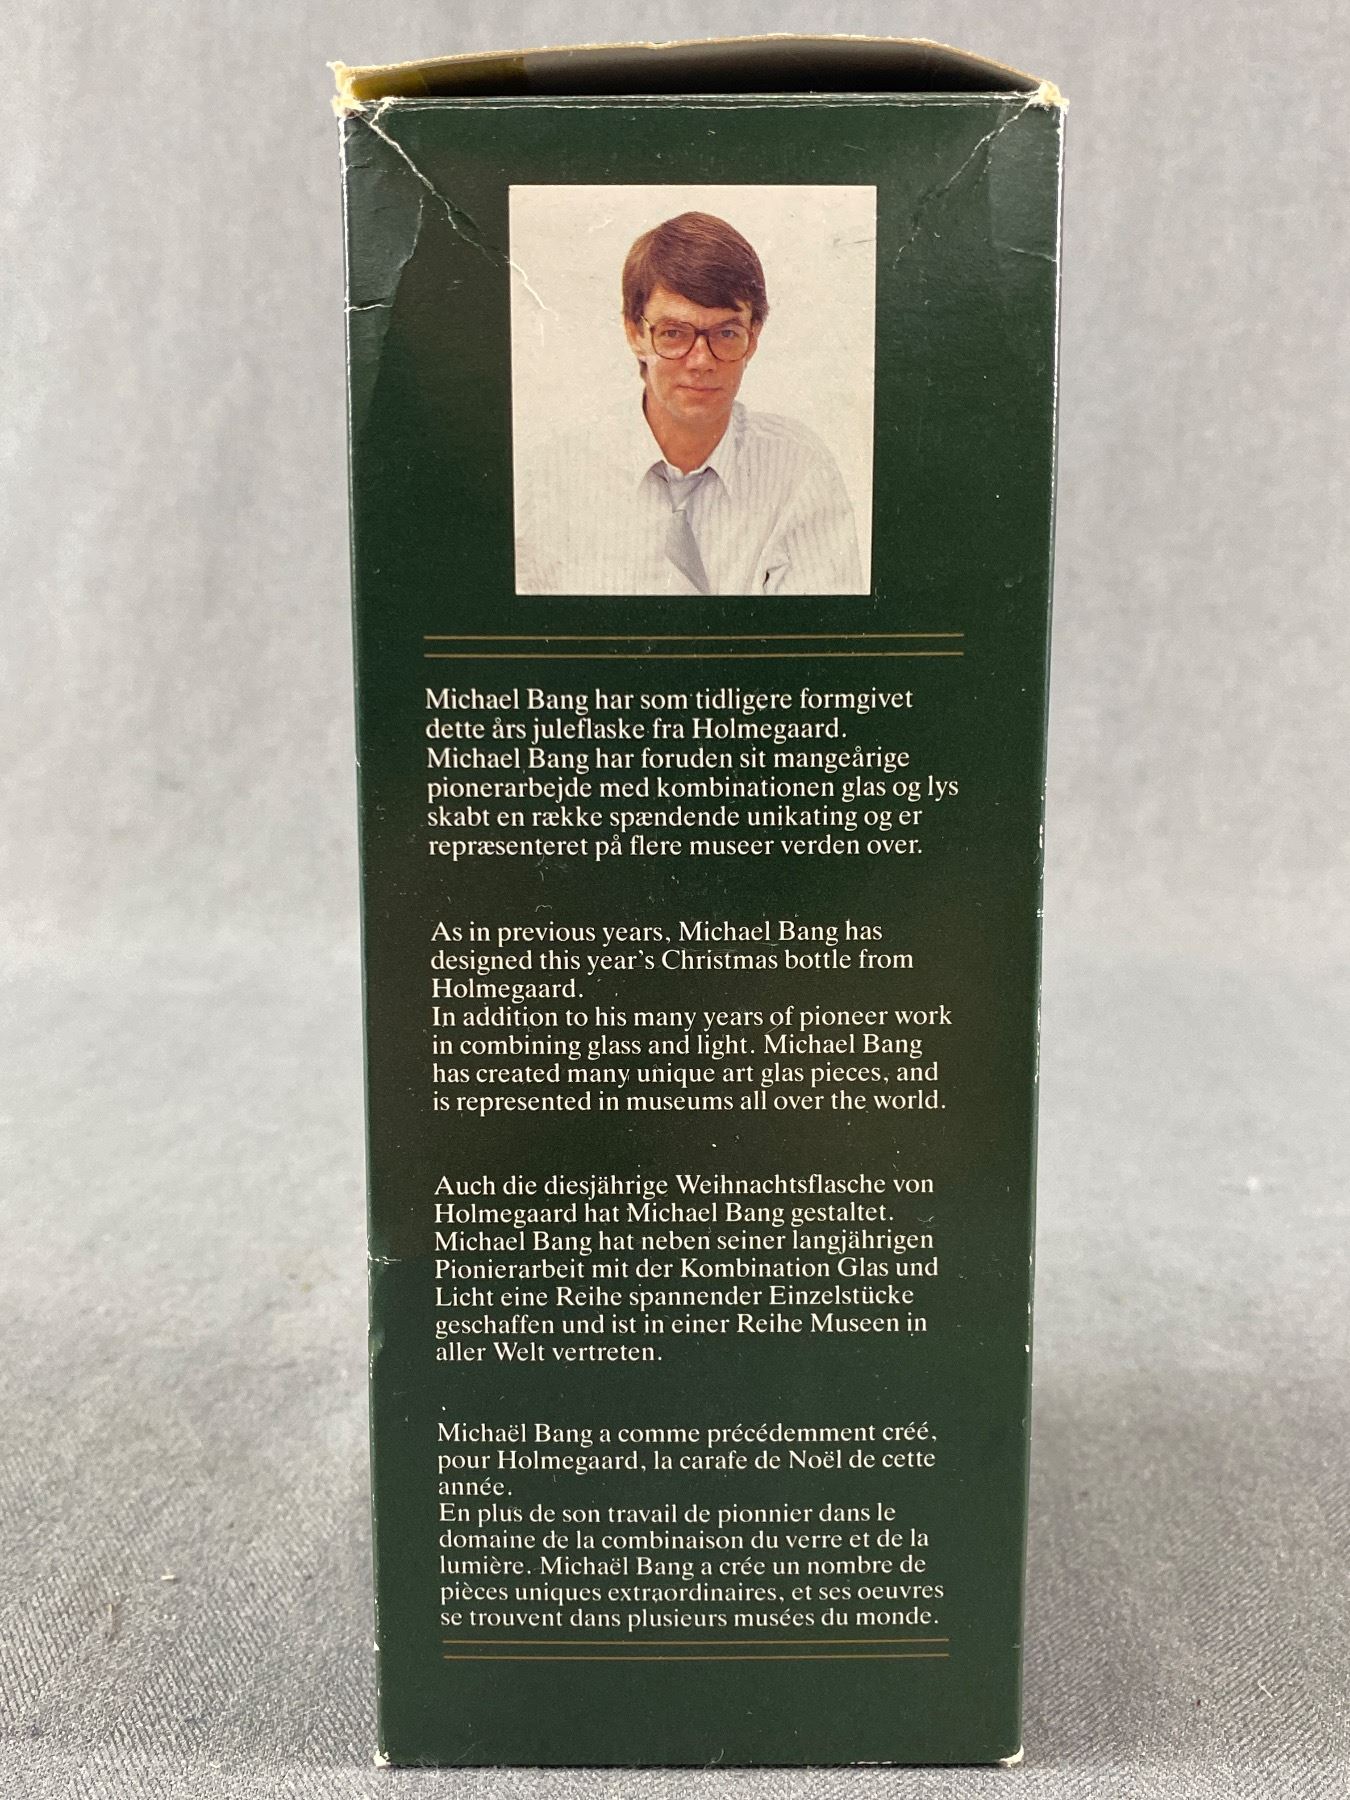 Michael Bang har som tidligere formgivet
dette års juleflaske fra Holmegaard.
Michael Bang har foruden sit mangeårige
pionerarbejde med kombinationen glas og lys
skabt en række spændende unikating og er
repræsenteret på flere museer verden over.
As in previous years, Michael Bang has
designed this year's Christmas bottle from
Holmegaard.
In addition to his many years of pioneer work
in combining glass and light. Michael Bang
has created many unique art glas pieces, and
is represented in museums all over the world.
Auch die diesjährige Weihnachtsflasche von
Holmegaard hat Michael Bang gestaltet.
Michael Bang hat neben seiner langjährigen
Pionierarbeit mit der Kombination Glas und
Licht eine Reihe spannender Einzelstücke
geschaffen und ist in einer Reihe Museen in
aller Welt vertreten.
Michaël Bang a comme précédemment créé,
pour Holmegaard, la carafe de Noël de cette
année.
En plus de son travail de pionnier dans le
domaine de la combinaison du verre et de la
lumière. Michaël Bang a crée un nombre de
pièces uniques extraordinaires, et ses oeuvres
se trouvent dans plusieurs musées du monde.